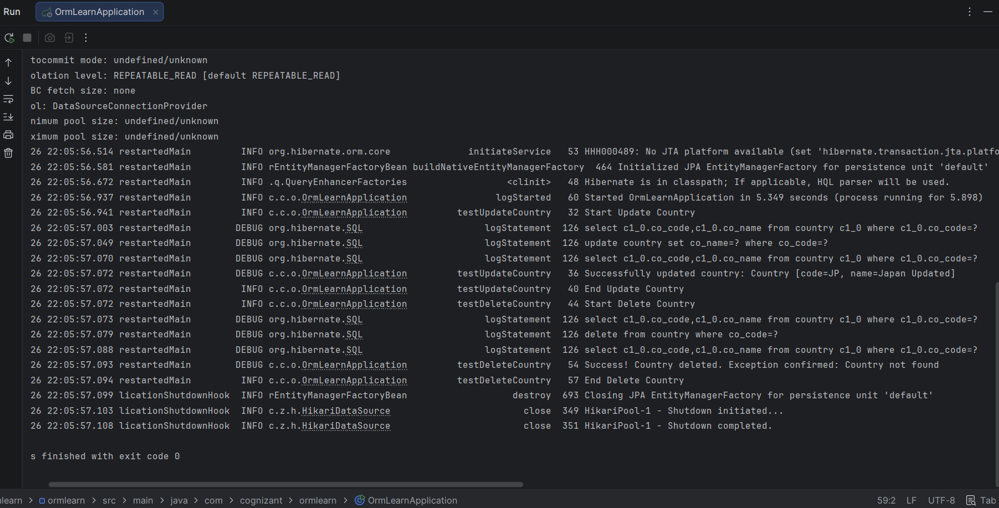 Run OrmLearnApplication
tocommit mode: undefined/unknown
olation level: REPEATABLE_READ [default REPEATABLE_READ]
BC fetch size: none
ol: DataSourceConnectionProvider
nimum pool size: undefined/unknown
ximum pool size: undefined/unknown
26 22:05:56.514 restartedMain INFO org.hibernate.orm.core initiateService 53 HHH000489: No JTA platform available (set 'hibernate.transaction.jta.platfo
26 22:05:56.581 restartedMain INFO rEntityManagerFactoryBean buildNativeEntityManagerFactory 464 Initialized JPA EntityManagerFactory for persistence unit 'default'
26 22:05:56.672 restartedMain INFO .q.QueryEnhancerFactories <clinit> 48 Hibernate is in classpath; If applicable, HQL parser will be used.
26 22:05:56.937 restartedMain INFO c.c.o.OrmLearnApplication logStarted 60 Started OrmLearnApplication in 5.349 seconds (process running for 5.898)
26 22:05:56.941 restartedMain INFO c.c.o.OrmLearnApplication testUpdateCountry 32 Start Update Country
26 22:05:57.003 restartedMain DEBUG org.hibernate.SQL logStatement 126 select c1_0.co_code,c1_0.co_name from country c1_0 where c1_0.co_code=?
26 22:05:57.049 restartedMain DEBUG org.hibernate.SQL logStatement 126 update country set co_name=? where co_code=?
26 22:05:57.070 restartedMain DEBUG org.hibernate.SQL logStatement 126 select c1_0.co_code,c1_0.co_name from country c1_0 where c1_0.co_code=?
26 22:05:57.072 restartedMain DEBUG c.c.o.OrmLearnApplication testUpdateCountry 36 Successfully updated country: Country [code=JP, name=Japan Updated]
26 22:05:57.072 restartedMain INFO c.c.o.OrmLearnApplication testUpdateCountry 40 End Update Country
26 22:05:57.072 restartedMain INFO c.c.o.OrmLearnApplication testDeleteCountry 44 Start Delete Country
26 22:05:57.073 restartedMain DEBUG org.hibernate.SQL logStatement 126 select c1_0.co_code,c1_0.co_name from country c1_0 where c1_0.co_code=?
26 22:05:57.079 restartedMain DEBUG org.hibernate.SQL logStatement 126 delete from country where co_code=?
26 22:05:57.088 restartedMain DEBUG org.hibernate.SQL logStatement 126 select c1_0.co_code,c1_0.co_name from country c1_0 where c1_0.co_code=?
26 22:05:57.093 restartedMain DEBUG c.c.o.OrmLearnApplication testDeleteCountry 54 Success! Country deleted. Exception confirmed: Country not found
26 22:05:57.094 restartedMain INFO c.c.o.OrmLearnApplication testDeleteCountry 57 End Delete Country
26 22:05:57.099 licationShutdownHook INFO rEntityManagerFactoryBean destroy 693 Closing JPA EntityManagerFactory for persistence unit 'default'
26 22:05:57.103 licationShutdownHook INFO c.z.h.HikariDataSource close 349 HikariPool-1 - Shutdown initiated...
26 22:05:57.108 licationShutdownHook INFO c.z.h.HikariDataSource close 351 HikariPool-1 - Shutdown completed.
s finished with exit code 0
learn > ormlearn > src > main > java > com > cognizant > ormlearn > OrmLearnApplication 59:2 LF UTF-8 Tab